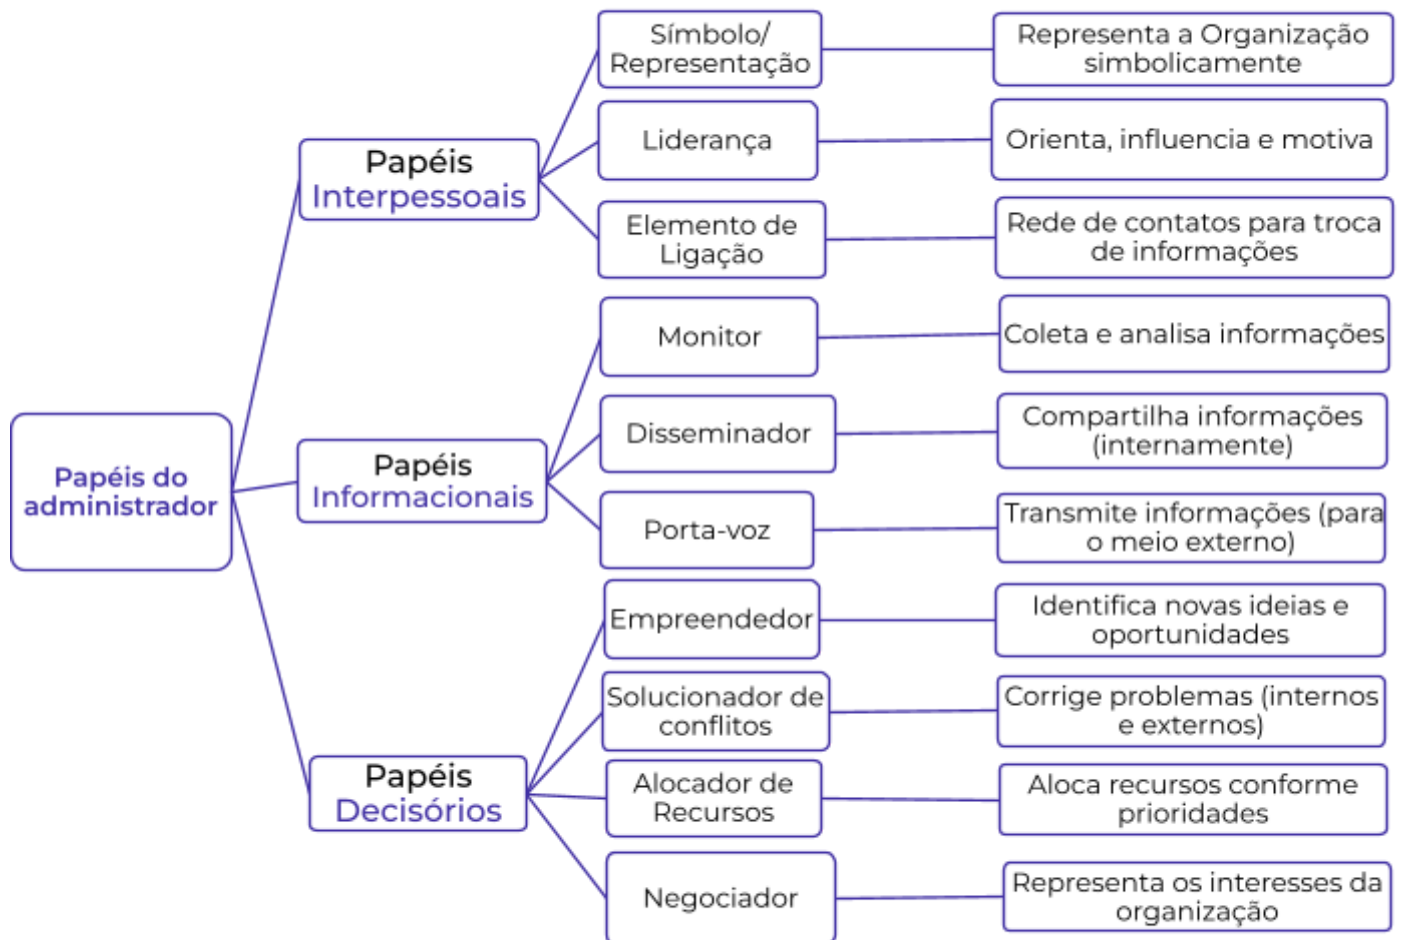 Papéis do
administrador
Papéis
Interpessoais
Símbolo/
Representação
Representa a Organização
simbolicamente
Liderança
Orienta, influencia e motiva
Elemento de
Ligação
Rede de contatos para troca
de informações
Papéis
Informacionais
Monitor
Coleta e analisa informações
Disseminador
Compartilha informações
(internamente)
Porta-voz
Transmite informações (para
o meio externo)
Papéis
Decisórios
Empreendedor
Identifica novas ideias e
oportunidades
Solucionador de
conflitos
Corrige problemas (internos
e externos)
Alocador de
Recursos
Aloca recursos conforme
prioridades
Negociador
Representa os interesses da
organização